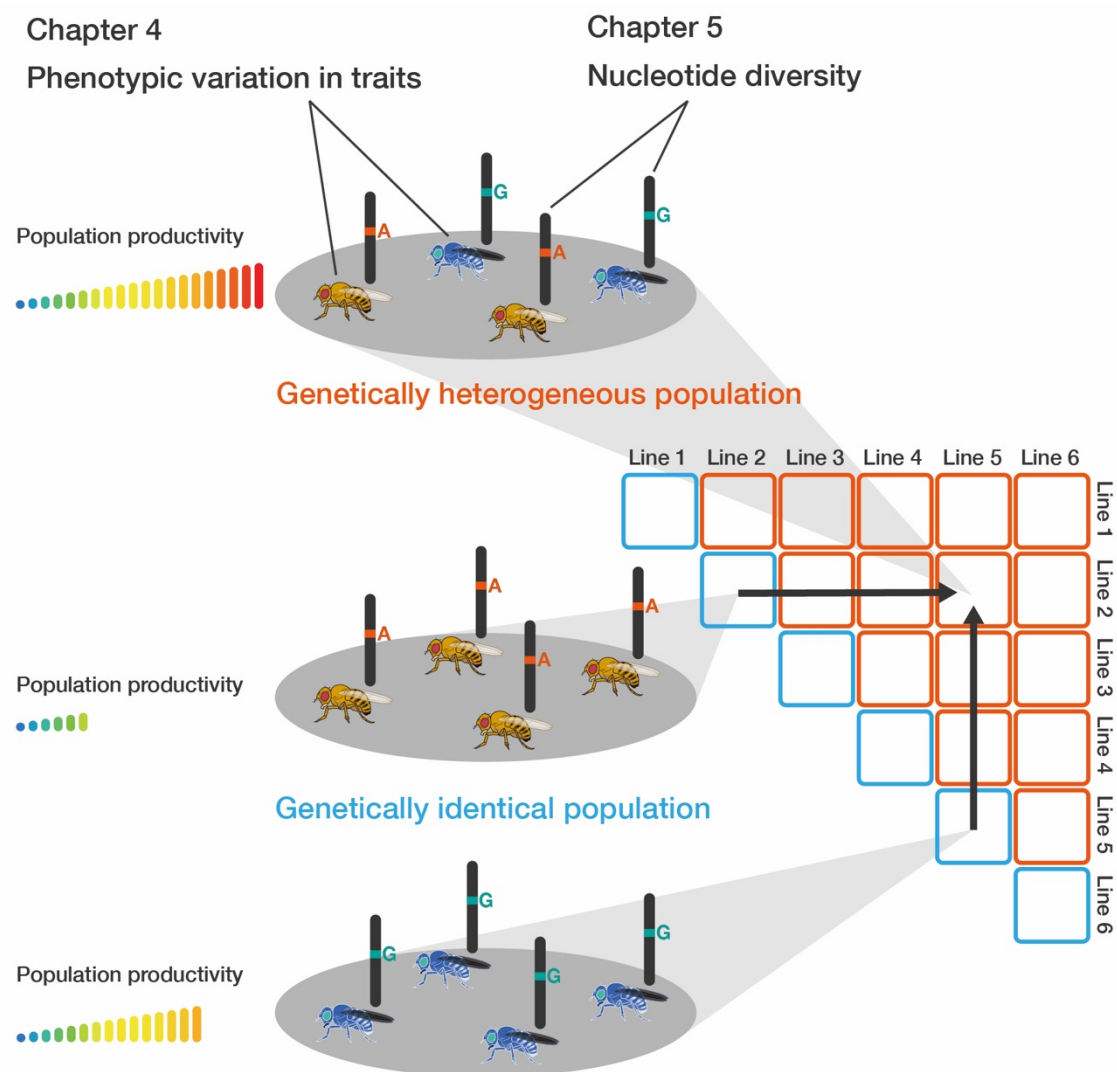 Chapter 4
Phenotypic variation in traits
Chapter 5
Nucleotide diversity
G
G
A
A
Population productivity
Genetically heterogeneous population
Line 1 Line 2 Line 3 Line 4 Line 5 Line 6
Line 1
Line 2
Line 3
Line 4
Line 5
Line 6
A
A
A
A
Population productivity
Genetically identical population
G
G
G
G
Population productivity